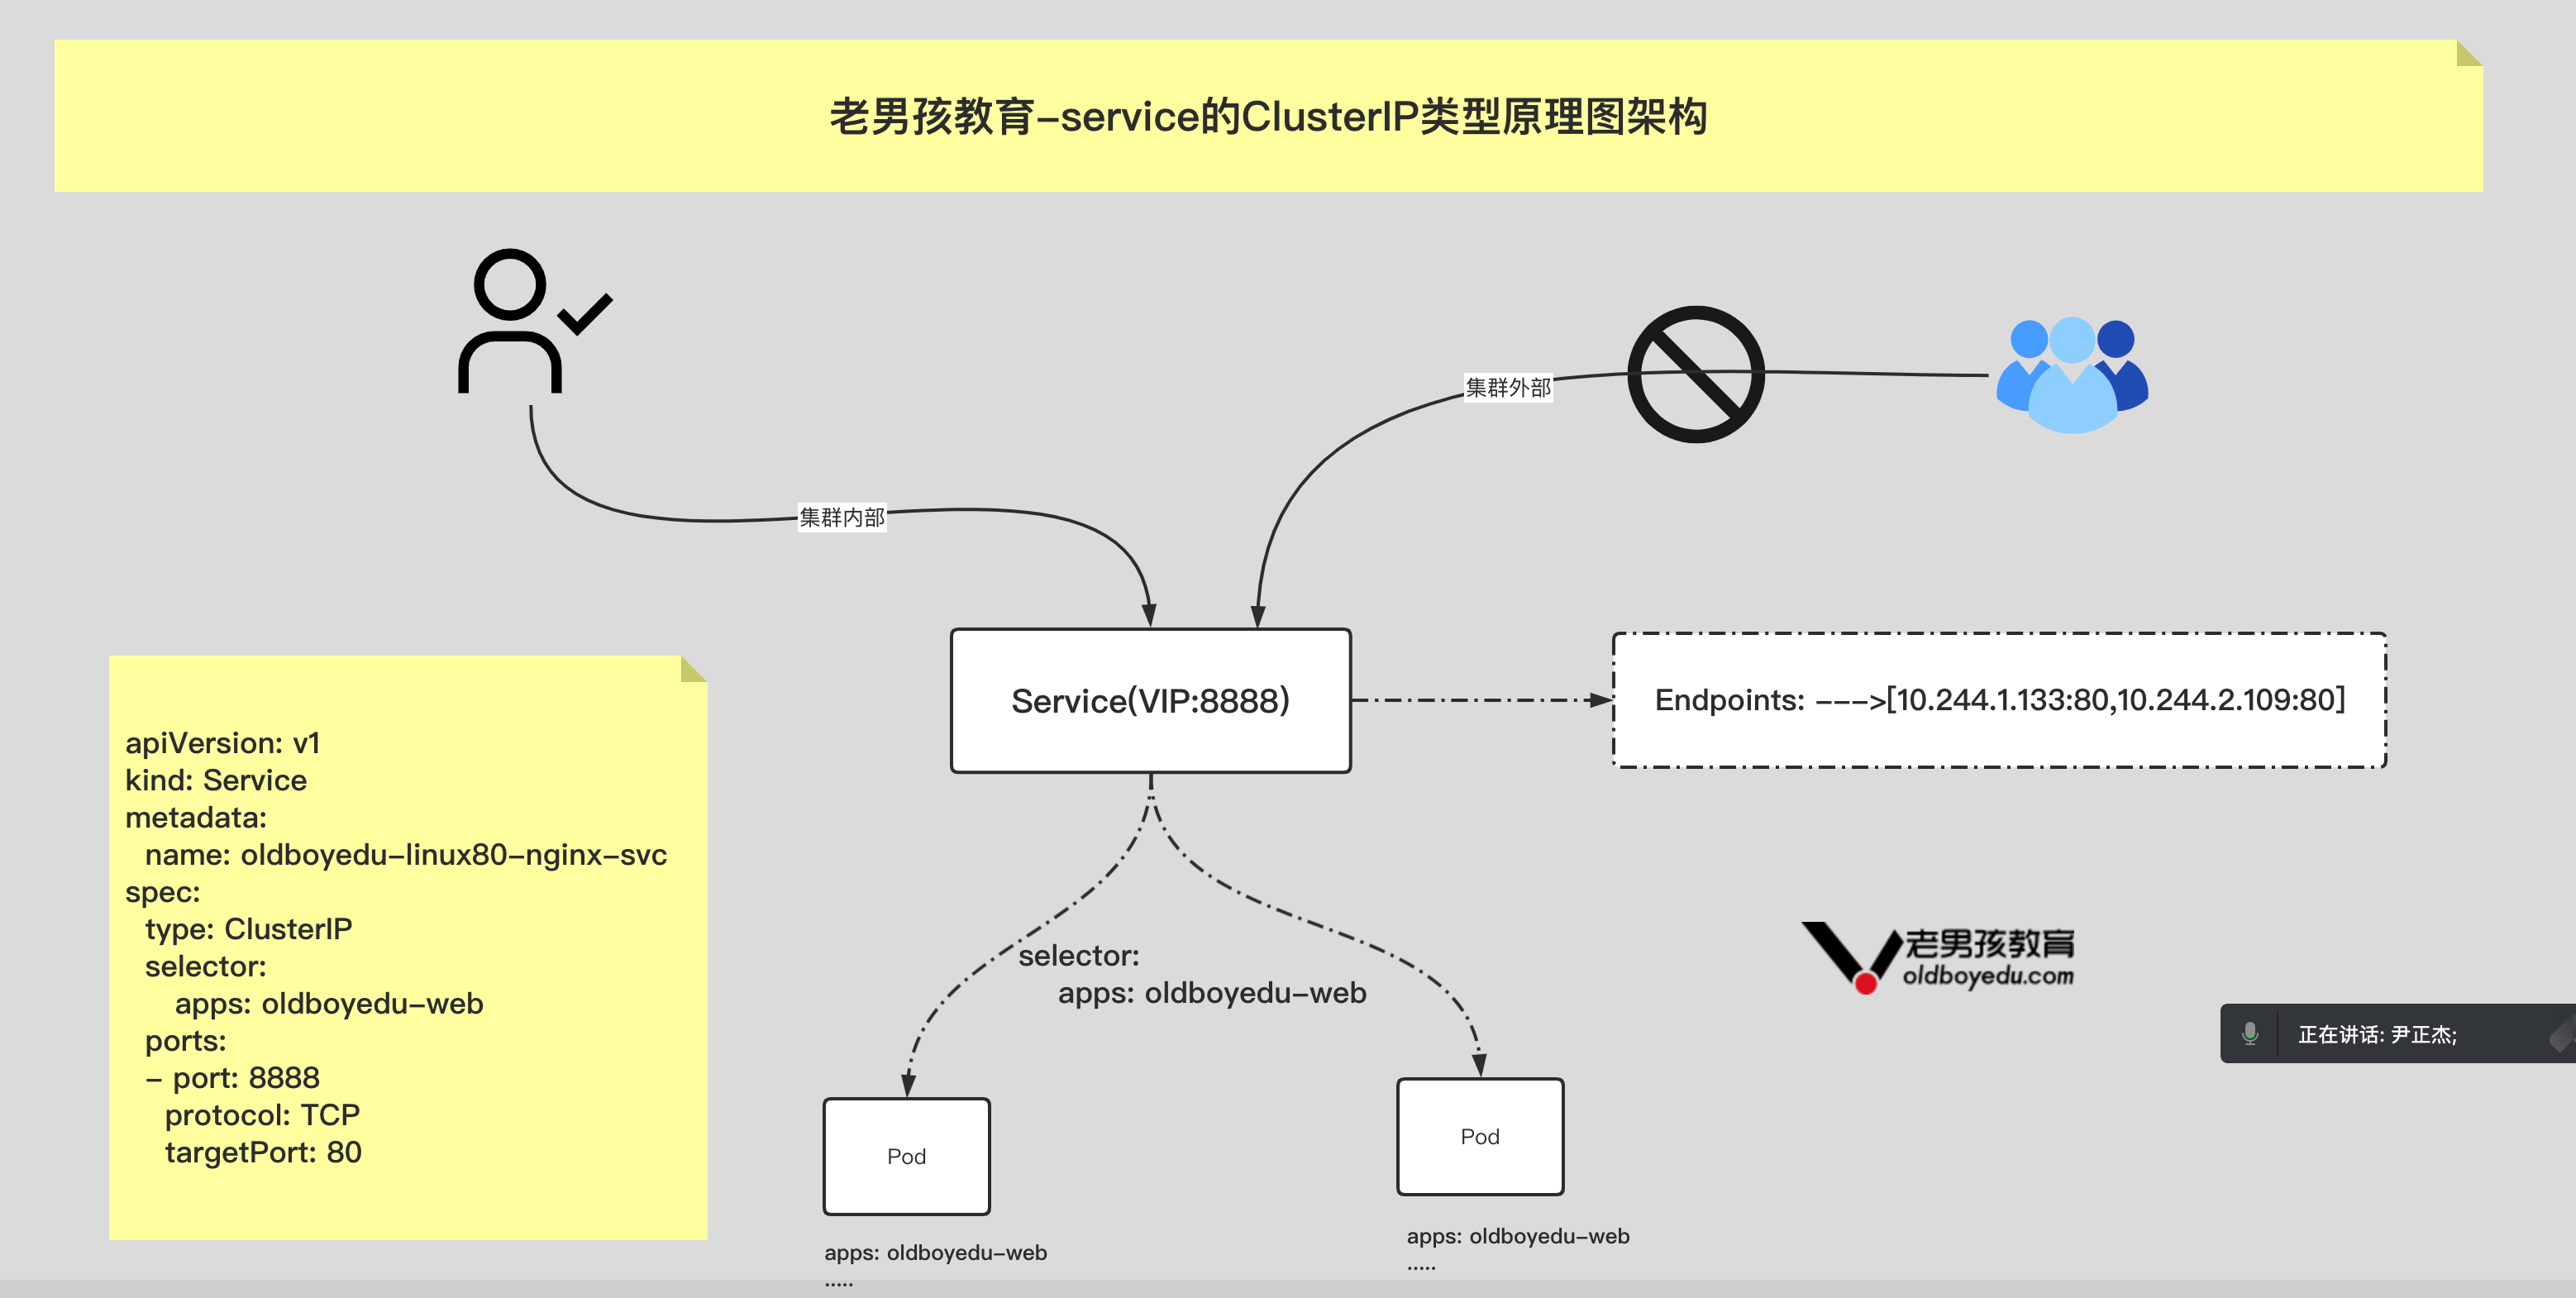 老男孩教育-service的ClusterIP类型原理图架构
集群外部
集群内部
Service(VIP:8888)
Endpoints: --->[10.244.1.133:80,10.244.2.109:80]
apiVersion: v1
kind: Service
metadata:
  name: oldboyedu-linux80-nginx-svc
spec:
  type: ClusterIP
  selector:
     apps: oldboyedu-web
  ports:
  - port: 8888
    protocol: TCP
    targetPort: 80
selector:
    apps: oldboyedu-web
老男孩教育
oldboyedu.com
正在讲话: 尹正杰;
Pod
apps: oldboyedu-web
.....
Pod
apps: oldboyedu-web
.....